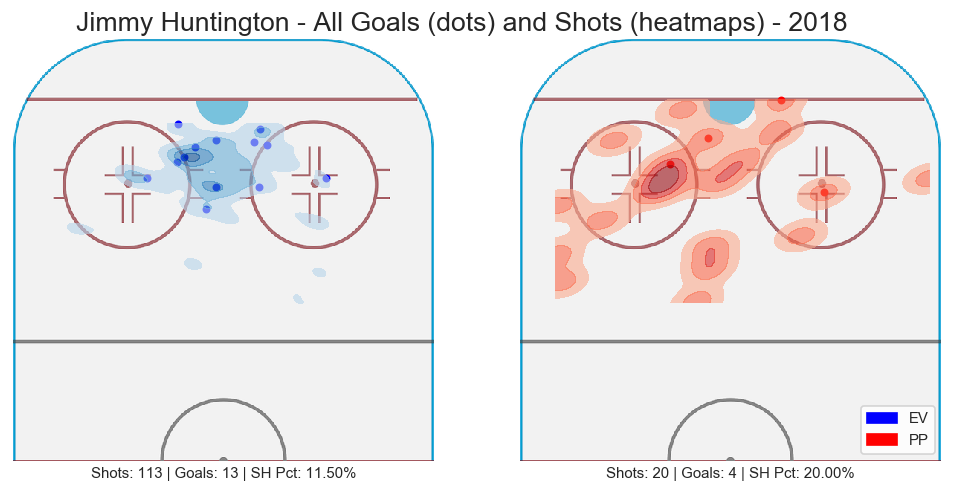 Jimmy Huntington - All Goals (dots) and Shots (heatmaps) - 2018
EV
PP
Shots: 113 | Goals: 13 | SH Pct: 11.50%
Shots: 20 | Goals: 4 | SH Pct: 20.00%